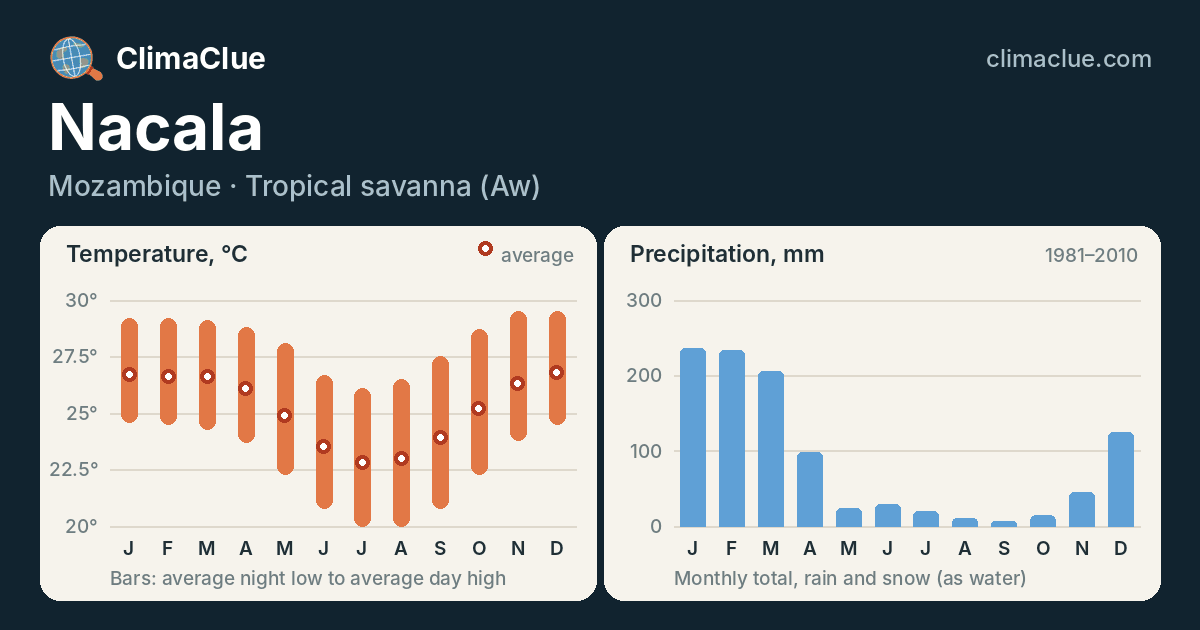 ClimaClue
climaclue.com
Nacala
Mozambique · Tropical savanna (Aw)
Temperature, °C
average
30°
27.5°
25°
22.5°
20°
J F M A M J J A S O N D
Bars: average night low to average day high
Precipitation, mm
1981–2010
300
200
100
0
J F M A M J J A S O N D
Monthly total, rain and snow (as water)